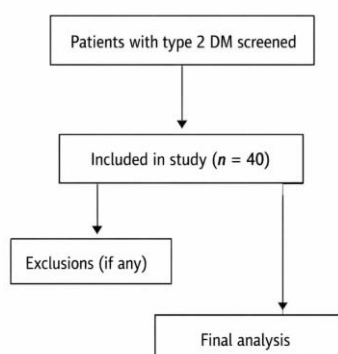 Patients with type 2 DM screened
Included in study (n = 40)
Exclusions (if any)
Final analysis